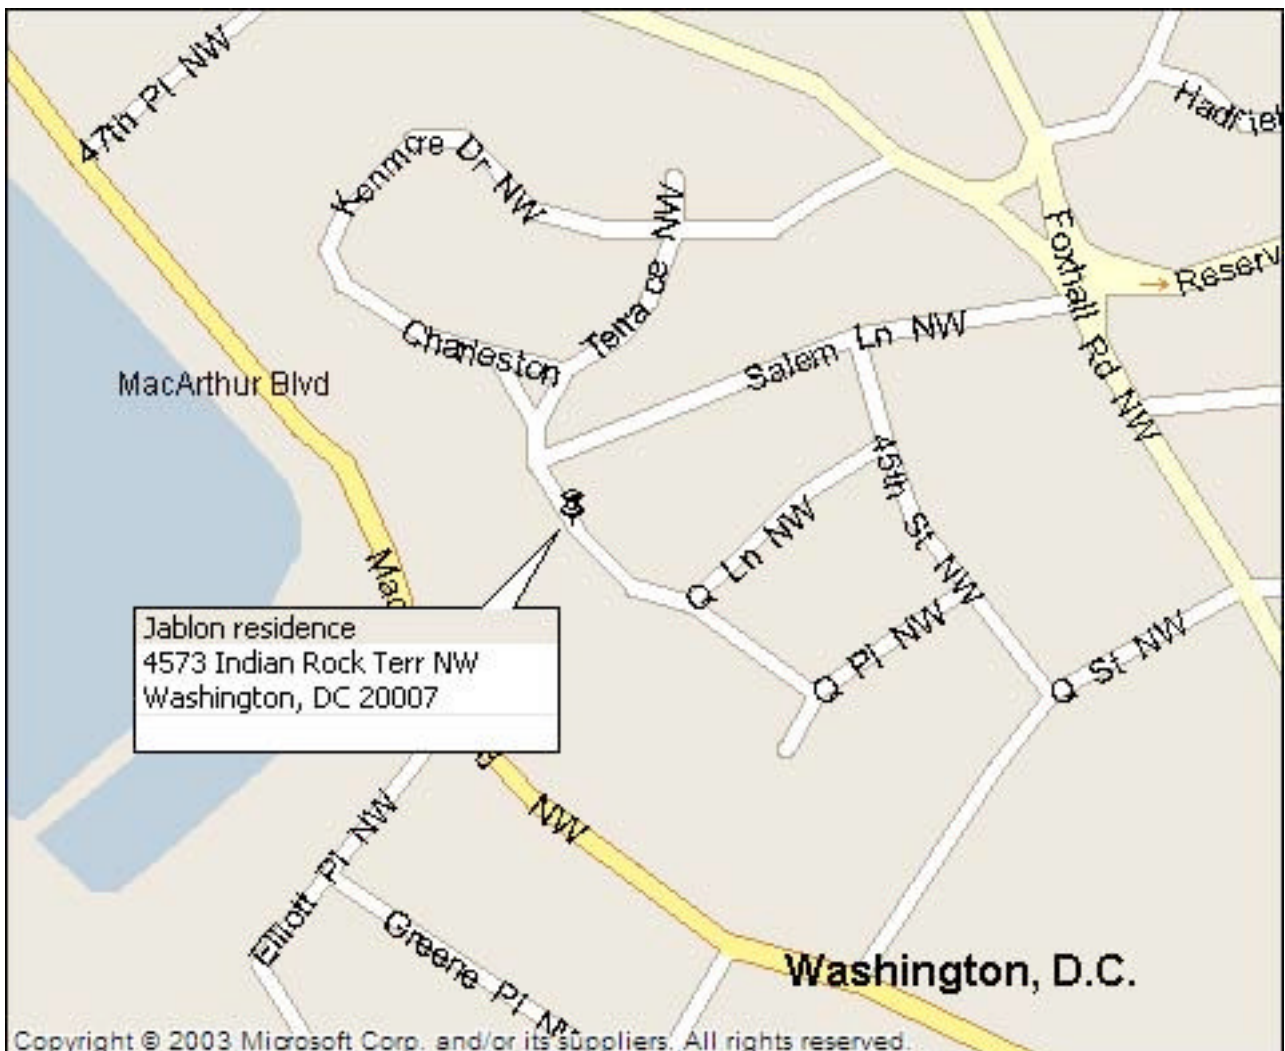 47th Pl NW
Hadfiel
Kenmore Dr NW
NW
Foxhall Rd NW
Reserv
Terrace
Charleston
Salem Ln NW
MacArthur Blvd
45th St NW
Mac
Q Ln NW
Jablon residence
4573 Indian Rock Terr NW
Washington, DC 20007
Q Pl NW
Q St NW
NW
Elliott Pl NW
Greene Pl
Washington, D.C.
Copyright © 2003 Microsoft Corp. and/or its suppliers. All rights reserved.